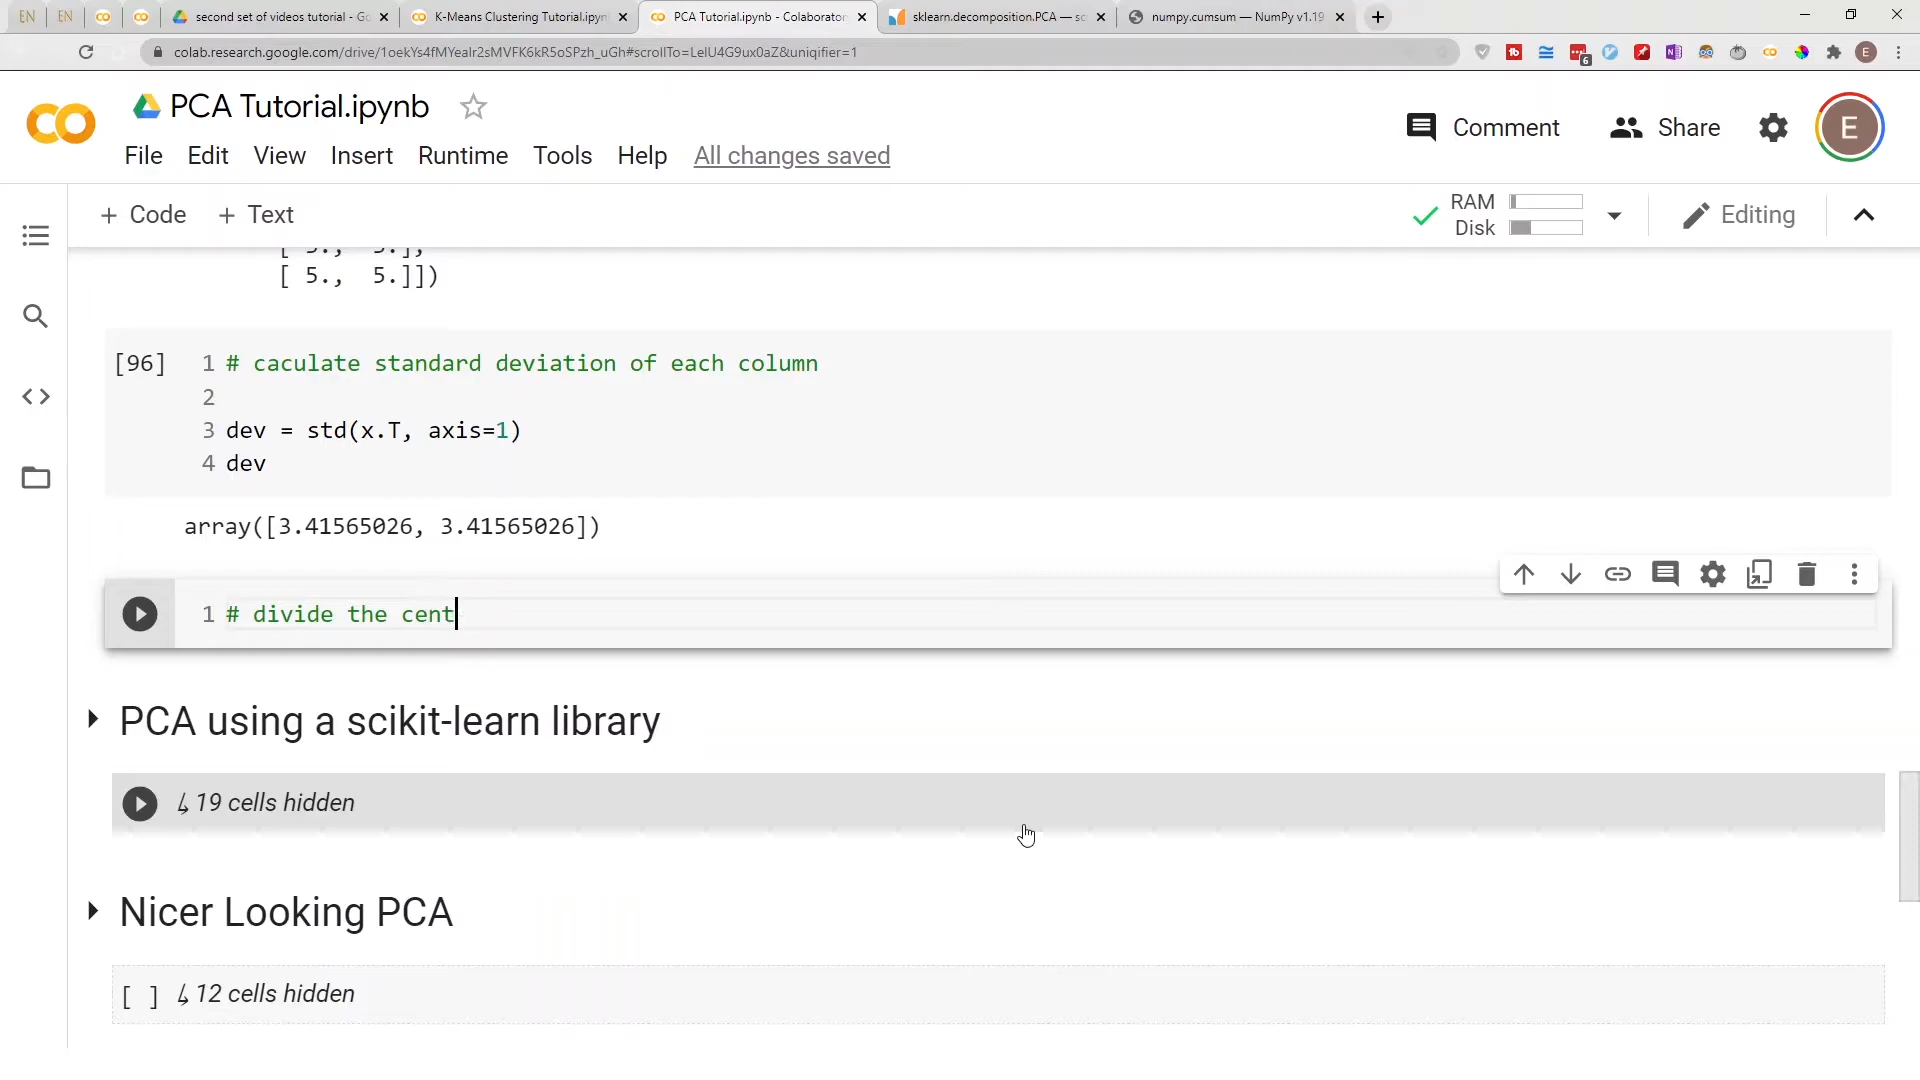 EN
EN
second set of videos tutorial - Go
K-Means Clustering Tutorial.ipyn
PCA Tutorial.ipynb - Colaborator
sklearn.decomposition.PCA — sc
numpy.cumsum — NumPy v1.19
colab.research.google.com/drive/1oekYs4fMYealr2sMVFK6kR5oSPzh_uGh#scrollTo=LelU4G9ux0aZ&uniqifier=1
6
E
PCA Tutorial.ipynb
Comment
Share
E
File Edit View Insert Runtime Tools Help All changes saved
+ Code + Text
RAM
Disk
Editing
[ 5., 5.],
[ 5., 5.]])
[96] 1 # caculate standard deviation of each column
2
3 dev = std(x.T, axis=1)
4 dev
array([3.41565026, 3.41565026])
1 # divide the cent
PCA using a scikit-learn library
↳ 19 cells hidden
Nicer Looking PCA
[ ] ↳ 12 cells hidden